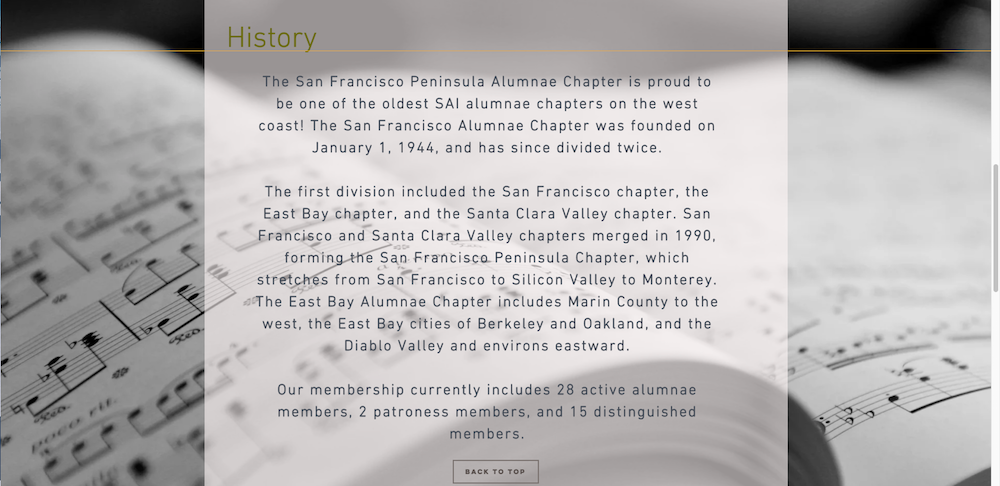 History
The San Francisco Peninsula Alumnae Chapter is proud to
be one of the oldest SAI alumnae chapters on the west
coast! The San Francisco Alumnae Chapter was founded on
January 1, 1944, and has since divided twice.
The first division included the San Francisco chapter, the
East Bay chapter, and the Santa Clara Valley chapter. San
Francisco and Santa Clara Valley chapters merged in 1990,
forming the San Francisco Peninsula Chapter, which
stretches from San Francisco to Silicon Valley to Monterey.
The East Bay Alumnae Chapter includes Marin County to the
west, the East Bay cities of Berkeley and Oakland, and the
Diablo Valley and environs eastward.
Our membership currently includes 28 active alumnae
members, 2 patroness members, and 15 distinguished
members.
poco rit.
BACK TO TOP